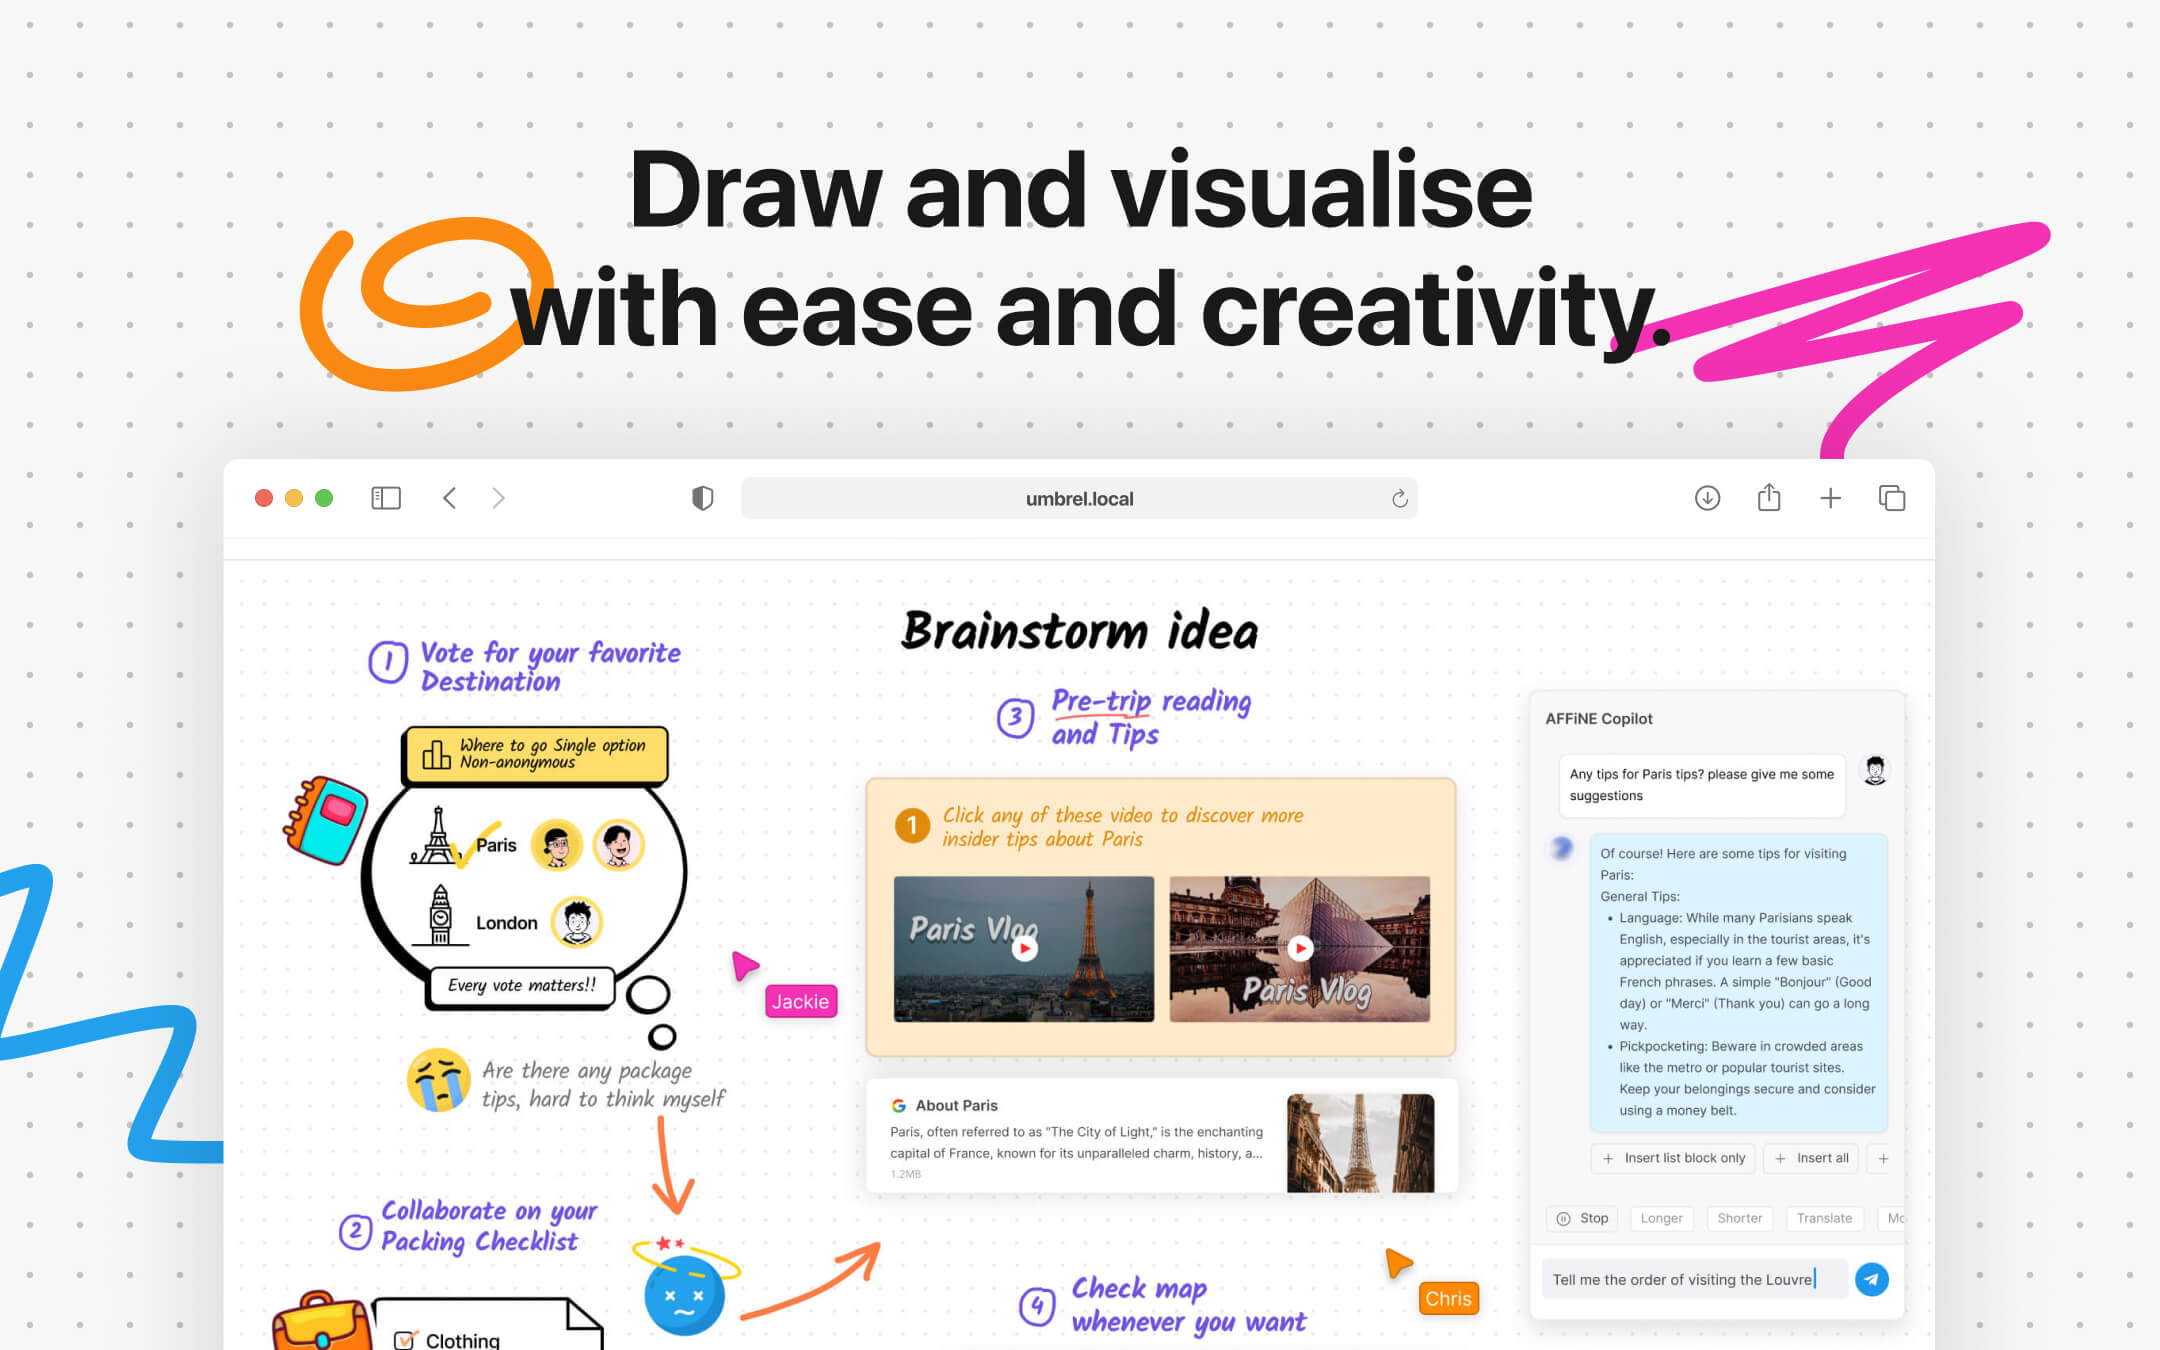 Draw and visualise
with ease and creativity.
umbrel.local
Brainstorm idea
1
Vote for your favorite
Destination
Where to go Single option
Non-anonymous
Paris
London
Every vote matters!!
Jackie
Are there any package
tips, hard to think myself
2
Collaborate on your
Packing Checklist
Clothing
3
Pre-trip reading
and Tips
1
Click any of these video to discover more
insider tips about Paris
Paris Vlog
Paris Vlog
About Paris
Paris, often referred to as "The City of Light," is the enchanting
capital of France, known for its unparalleled charm, history, a...
1.2MB
4
Check map
whenever you want
Chris
AFFiNE Copilot
Any tips for Paris tips? please give me some
suggestions
Of course! Here are some tips for visiting
Paris:
General Tips:
• Language: While many Parisians speak
English, especially in the tourist areas, it's
appreciated if you learn a few basic
French phrases. A simple "Bonjour" (Good
day) or "Merci" (Thank you) can go a long
way.
• Pickpocketing: Beware in crowded areas
like the metro or popular tourist sites.
Keep your belongings secure and consider
using a money belt.
+ Insert list block only + Insert all +
Stop Longer Shorter Translate Mo
Tell me the order of visiting the Louvre